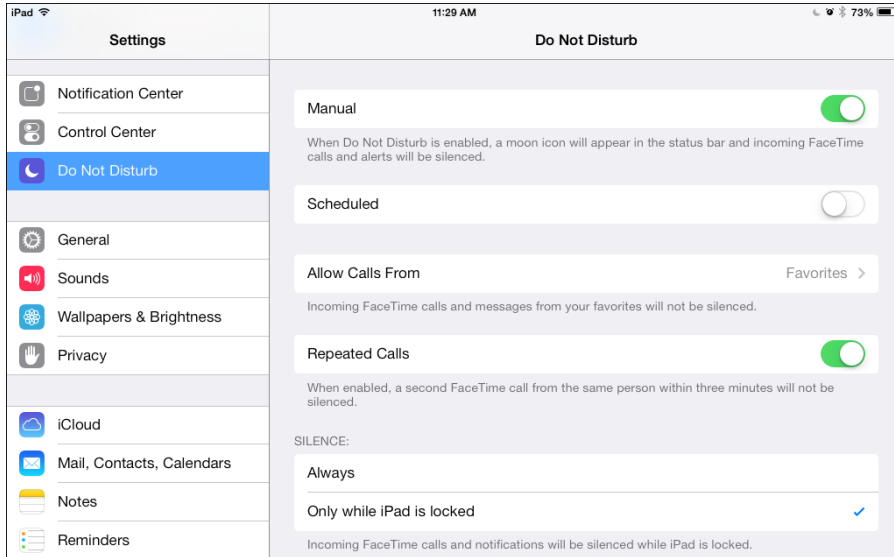 iPad
11:29 AM
73%
Settings
Do Not Disturb
Notification Center
Control Center
Do Not Disturb
General
Sounds
Wallpapers & Brightness
Privacy
iCloud
Mail, Contacts, Calendars
Notes
Reminders
Manual
When Do Not Disturb is enabled, a moon icon will appear in the status bar and incoming FaceTime
calls and alerts will be silenced.
Scheduled
Allow Calls From
Favorites
Incoming FaceTime calls and messages from your favorites will not be silenced.
Repeated Calls
When enabled, a second FaceTime call from the same person within three minutes will not be
silenced.
SILENCE:
Always
Only while iPad is locked
Incoming FaceTime calls and notifications will be silenced while iPad is locked.